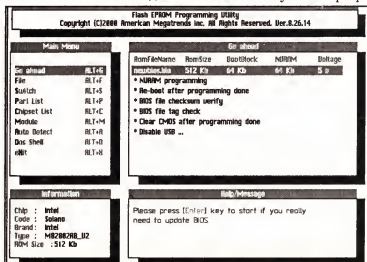 Flash EPROM Programming Utility
Copyright (C)2000 American Megatrends Inc. All Rights Reserved. Ver.8.26.14
Main Menu
Go ahead ALT+G
File ALT+F
Switch ALT+S
Part List ALT+P
Chipset List ALT+C
Module ALT+M
Auto Detect ALT+A
Dos Shell ALT+D
eXit ALT+X
Go ahead
RomFileName RomSize BootBlock NVRAM Voltage
newbios.bin 512 Kb 64 Kb 64 Kb 5 v
* NVRAM programming
* Re-boot after programming done
* BIOS file checksum verify
* BIOS file tag check
* Clear CMOS after programming done
* Disable USB ...
Information
Chip : Intel
Code : Solano
Brand: Intel
Type : M82802AB_U2
ROM Size :512 Kb
Help/Message
Please press [Enter] key to start if you really
need to update BIOS